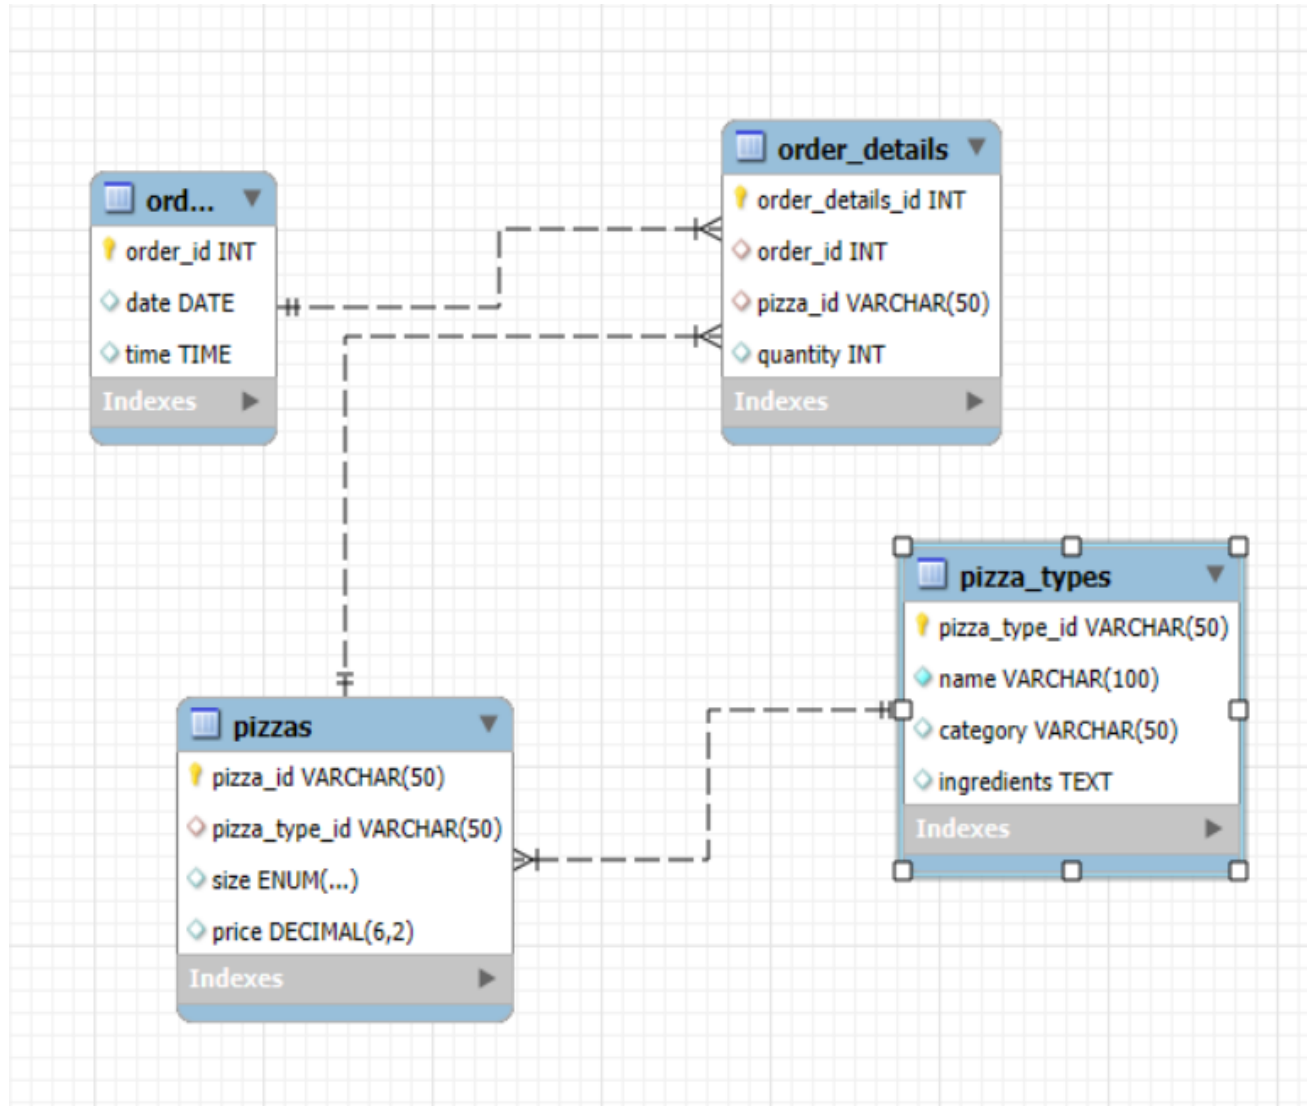 ord...
order_id INT
date DATE
time TIME
Indexes
order_details
order_details_id INT
order_id INT
pizza_id VARCHAR(50)
quantity INT
Indexes
pizza_types
pizza_type_id VARCHAR(50)
name VARCHAR(100)
category VARCHAR(50)
ingredients TEXT
Indexes
pizzas
pizza_id VARCHAR(50)
pizza_type_id VARCHAR(50)
size ENUM(...)
price DECIMAL(6,2)
Indexes